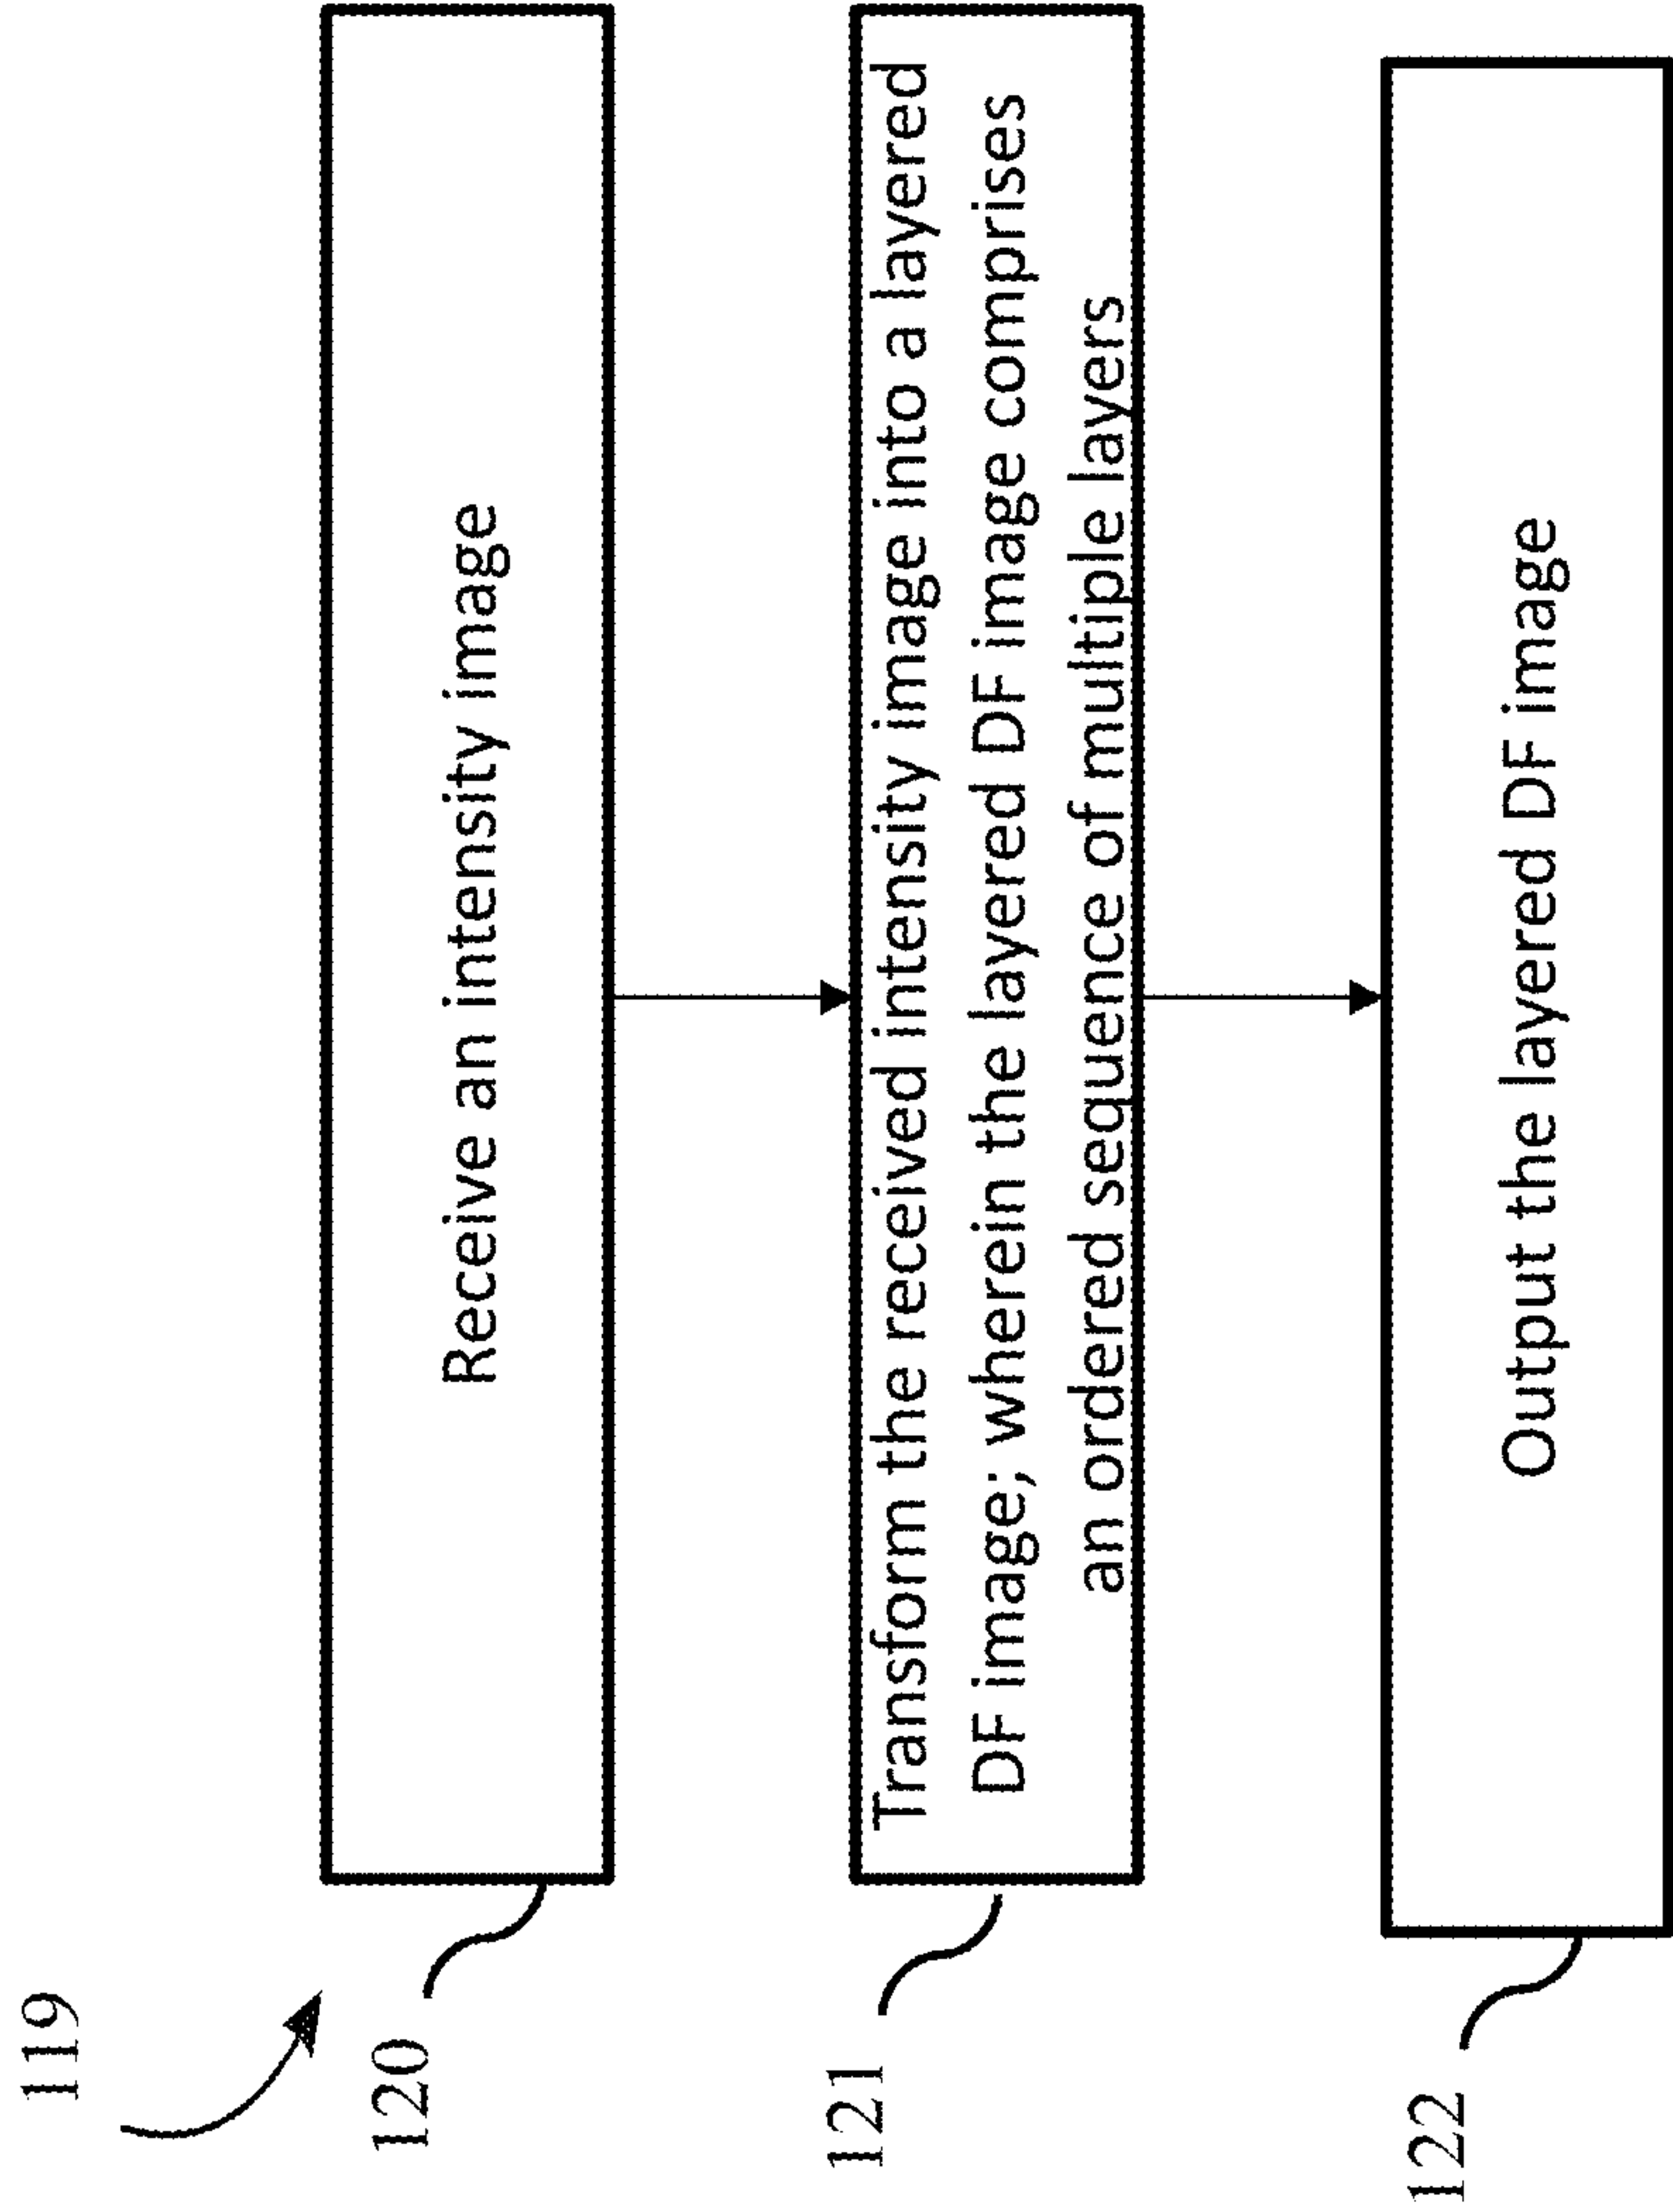 119
120
Receive an intensity image
121
Transform the received intensity image into a layered
DF image; wherein the layered DF image comprises
an ordered sequence of multiple layers
122
Output the layered DF image